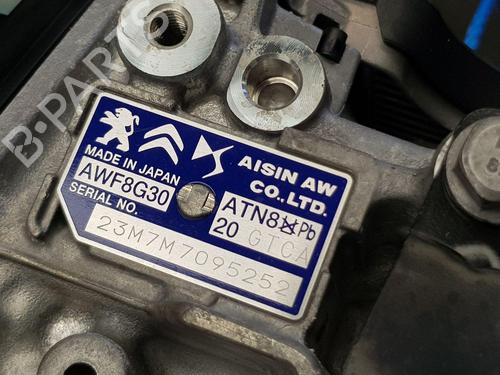 B-PARTS
AISIN AW
CO.,LTD.
MADE IN JAPAN
AWF8G30
ATN8 Pb
SERIAL NO.
20 GTCA
23M7M7095252